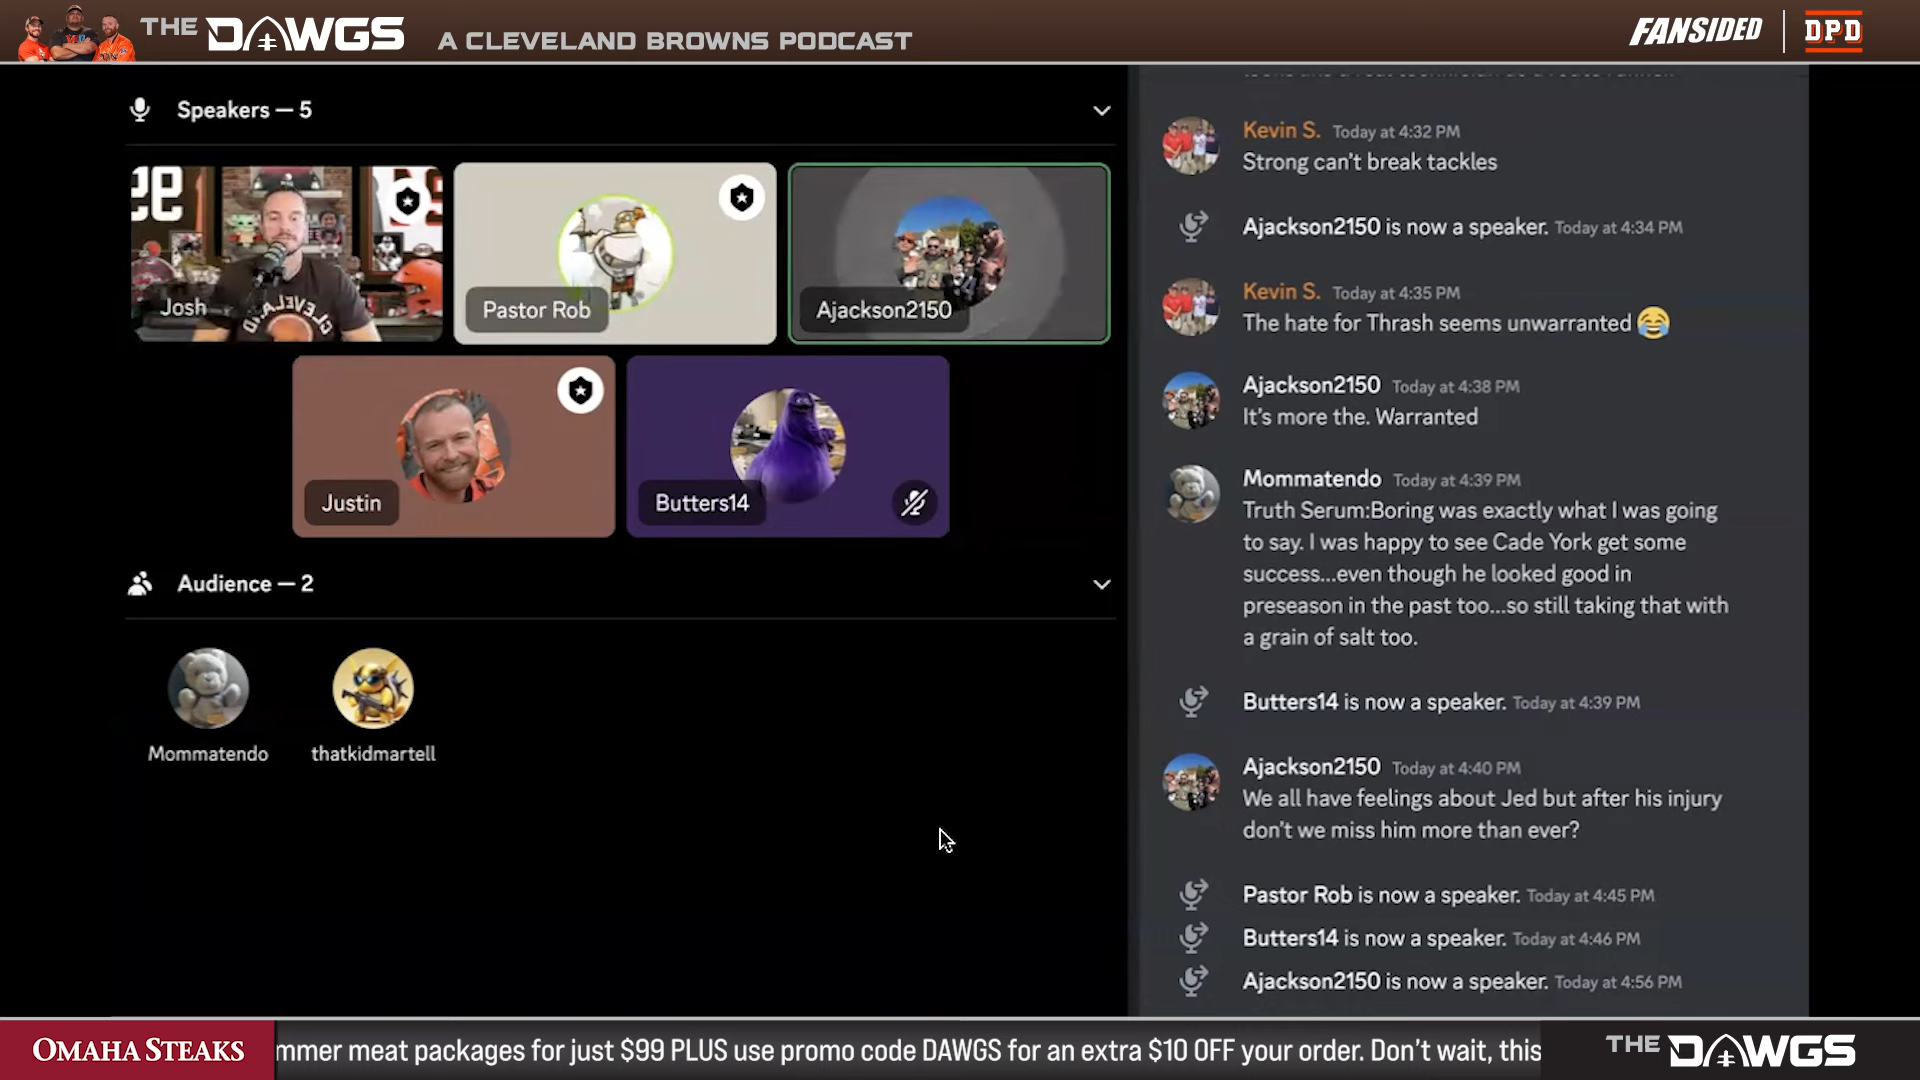 THE DAWGS A CLEVELAND BROWNS PODCAST
FANSIDED DPD
Speakers — 5
ee
Josh
Pastor Rob
Ajackson2150
Justin
Butters14
Audience — 2
Mommatendo
thatkidmartell
Kevin S. Today at 4:32 PM
Strong can't break tackles
Ajackson2150 is now a speaker. Today at 4:34 PM
Kevin S. Today at 4:35 PM
The hate for Thrash seems unwarranted 😂
Ajackson2150 Today at 4:38 PM
It's more the. Warranted
Mommatendo Today at 4:39 PM
Truth Serum:Boring was exactly what I was going
to say. I was happy to see Cade York get some
success...even though he looked good in
preseason in the past too...so still taking that with
a grain of salt too.
Butters14 is now a speaker. Today at 4:39 PM
Ajackson2150 Today at 4:40 PM
We all have feelings about Jed but after his injury
don't we miss him more than ever?
Pastor Rob is now a speaker. Today at 4:45 PM
Butters14 is now a speaker. Today at 4:46 PM
Ajackson2150 is now a speaker. Today at 4:56 PM
OMAHA STEAKS
mmer meat packages for just $99 PLUS use promo code DAWGS for an extra $10 OFF your order. Don't wait, this
THE DAWGS